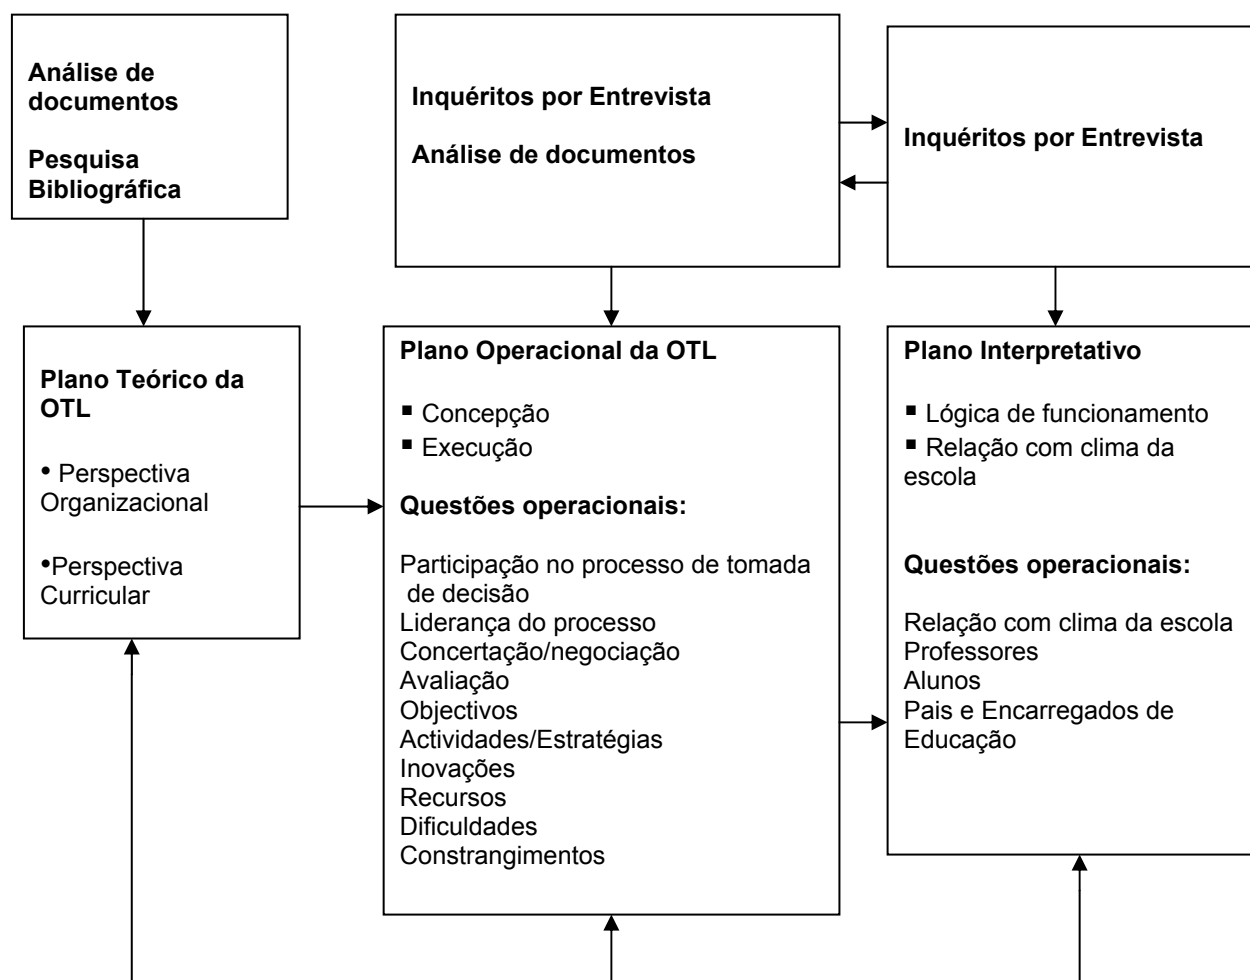 Análise de
documentos
Pesquisa
Bibliográfica
Inquéritos por Entrevista
Análise de documentos
Inquéritos por Entrevista
Plano Teórico da
OTL
• Perspectiva
Organizacional
•Perspectiva
Curricular
Plano Operacional da OTL
▪ Concepção
▪ Execução
Questões operacionais:
Participação no processo de tomada
de decisão
Liderança do processo
Concertação/negociação
Avaliação
Objectivos
Actividades/Estratégias
Inovações
Recursos
Dificuldades
Constrangimentos
Plano Interpretativo
▪ Lógica de funcionamento
▪ Relação com clima da
escola
Questões operacionais:
Relação com clima da escola
Professores
Alunos
Pais e Encarregados de
Educação